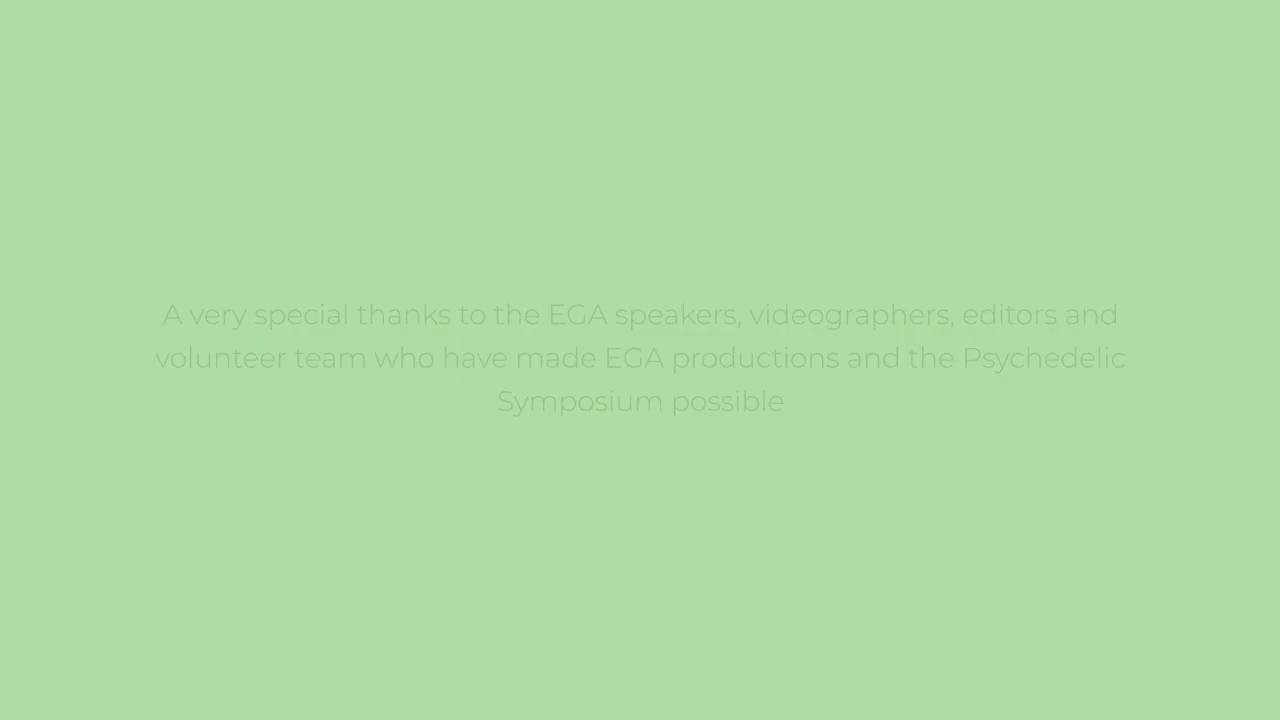 A very special thanks to the EGA speakers, videographers, editors and
volunteer team who have made EGA productions and the Psychedelic
Symposium possible